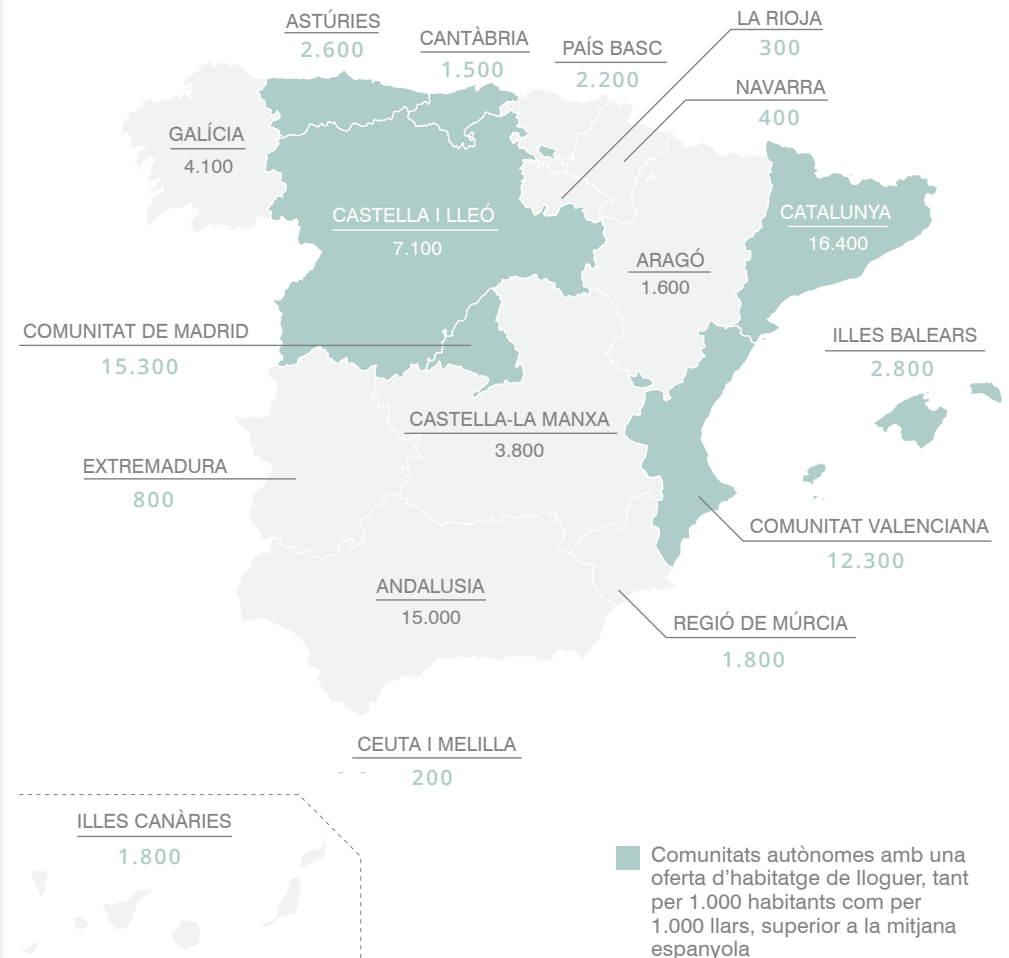 ASTÚRIES
2.600
CANTÀBRIA
1.500
PAÍS BASC
2.200
LA RIOJA
300
NAVARRA
400
GALÍCIA
4.100
CASTELLA I LLEÓ
7.100
CATALUNYA
16.400
ARAGÓ
1.600
COMUNITAT DE MADRID
15.300
ILLES BALEARS
2.800
CASTELLA-LA MANXA
3.800
EXTREMADURA
800
COMUNITAT VALENCIANA
12.300
ANDALUSIA
15.000
REGIÓ DE MÚRCIA
1.800
CEUTA I MELILLA
200
ILLES CANÀRIES
1.800
Comunitats autònomes amb una
oferta d’habitatge de lloguer, tant
per 1.000 habitants com per
1.000 llars, superior a la mitjana
espanyola